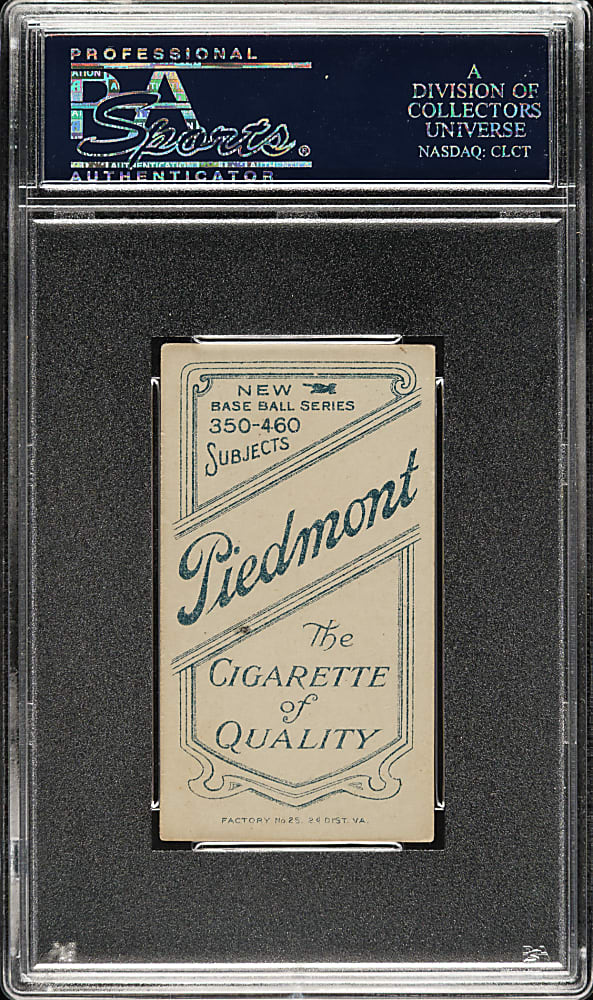 PROFESSIONAL
PSA
Sports®
AUTHENTICATOR
A
DIVISION OF
COLLECTORS
UNIVERSE
NASDAQ: CLCT
NEW
BASE BALL SERIES
350-460
SUBJECTS
Piedmont
The
CIGARETTE
of
QUALITY
FACTORY No 25. 2d DIST. VA.